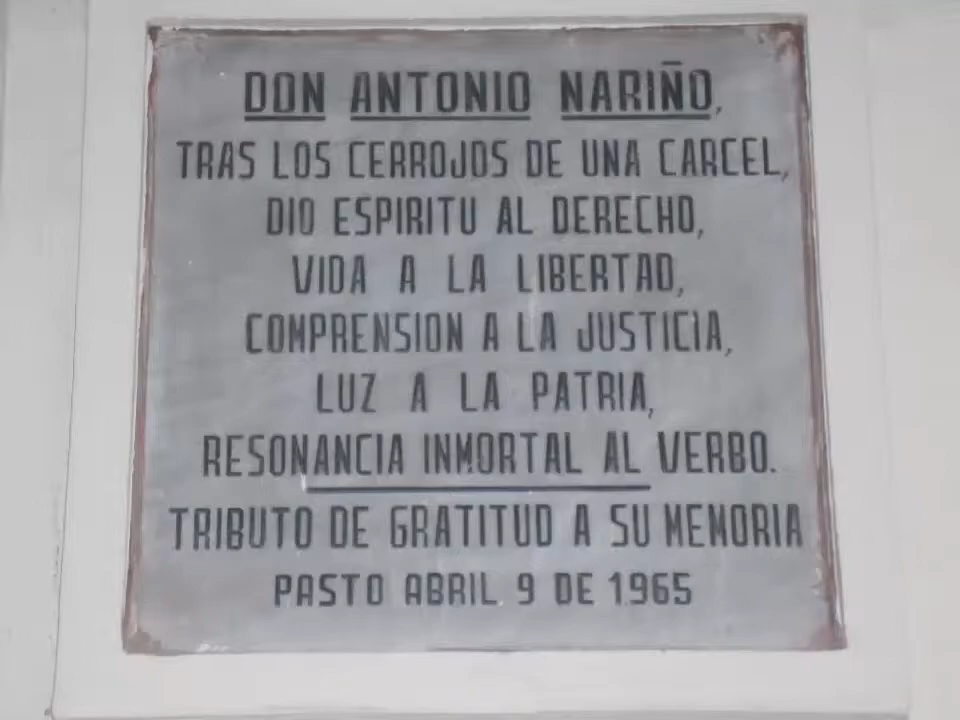 DON ANTONIO NARIÑO,
TRAS LOS CERROJOS DE UNA CARCEL,
DIO ESPIRITU AL DERECHO,
VIDA A LA LIBERTAD,
COMPRENSION A LA JUSTICIA,
LUZ A LA PATRIA,
RESONANCIA INMORTAL AL VERBO.
TRIBUTO DE GRATITUD A SU MEMORIA
PASTO ABRIL 9 DE 1965